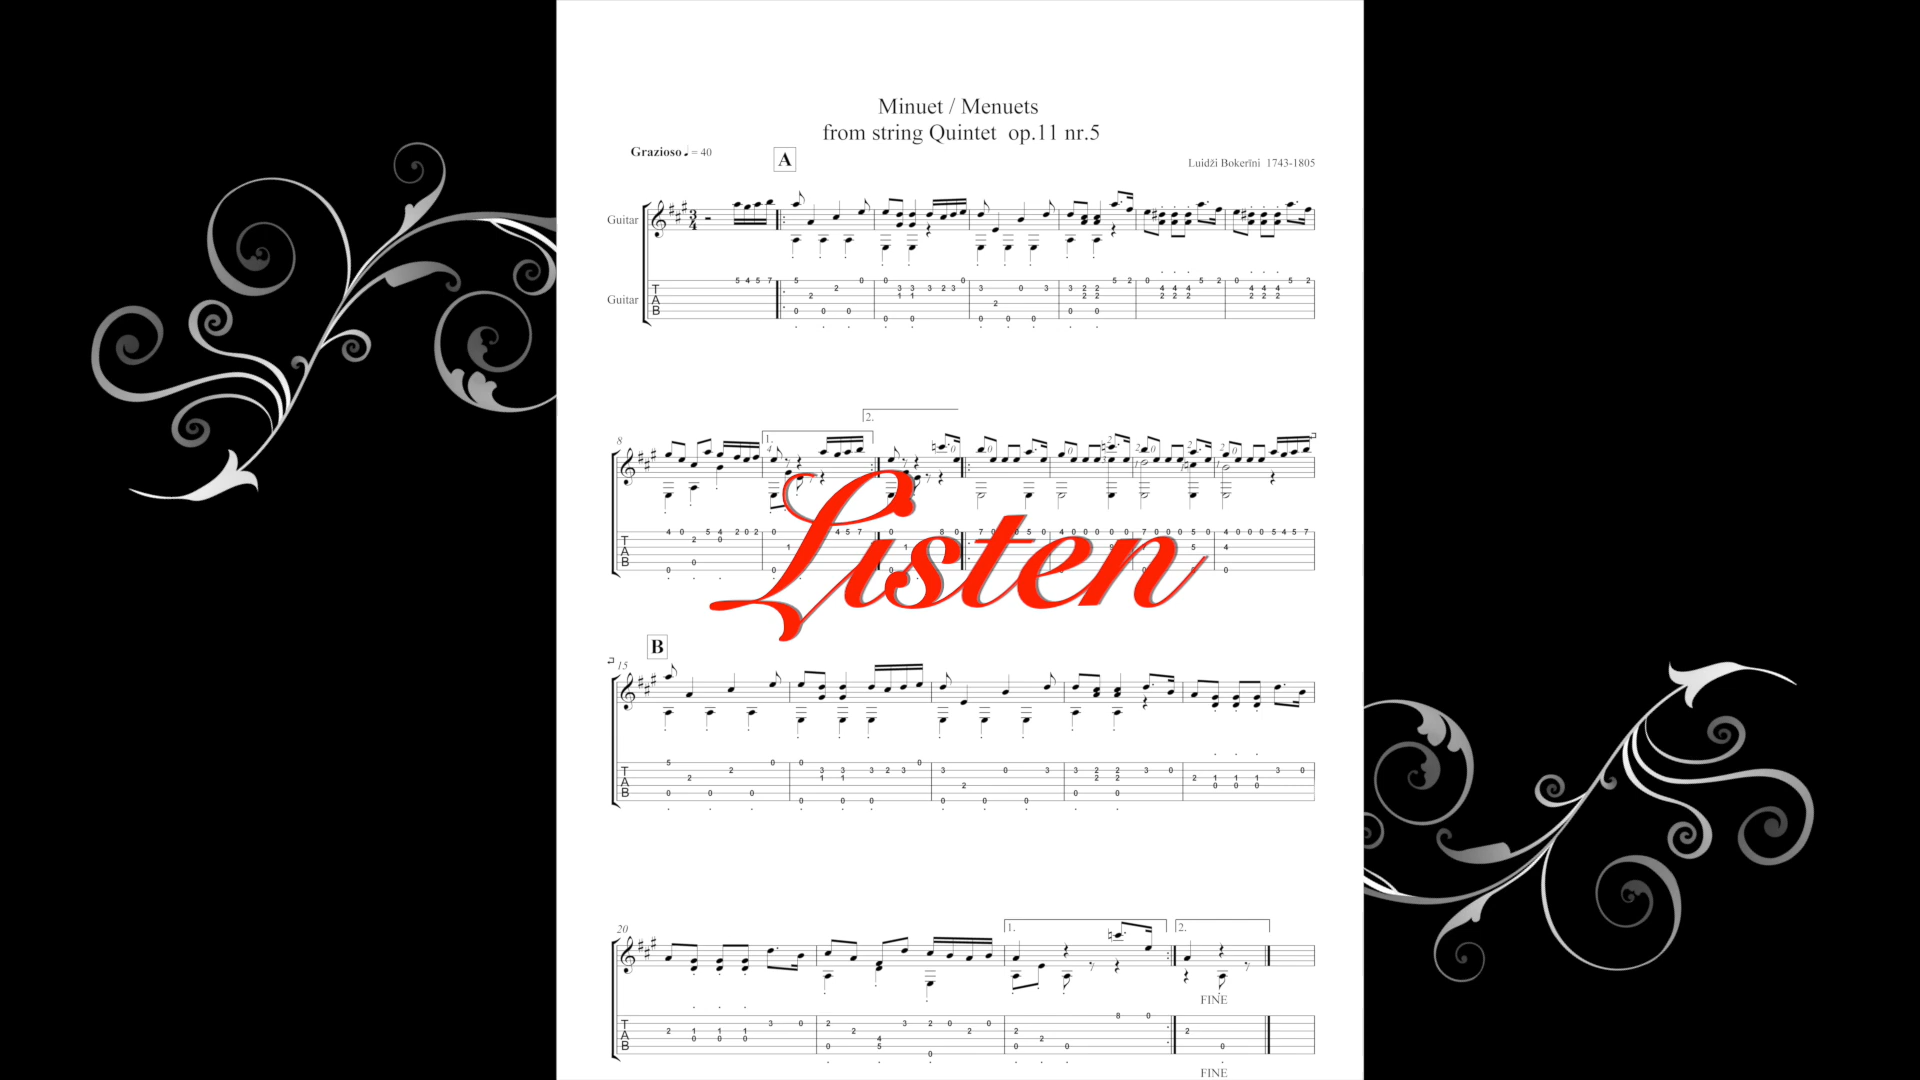 Minuet / Menuets
from string Quintet op.11 nr.5
Grazioso ♩ = 40
A
Luidži Bokerīni 1743-1805
Guitar
Guitar
8
1.
2.
Listen
B
15
20
1.
2.
FINE
FINE